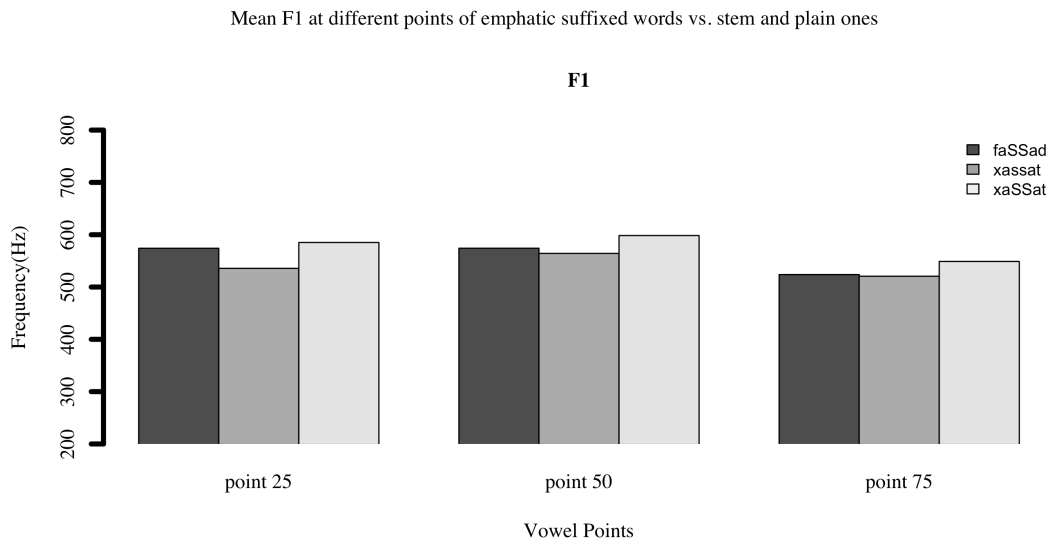 Mean F1 at different points of emphatic suffixed words vs. stem and plain ones
F1
800
700
600
500
400
300
200
Frequency(Hz)
faSSad
xassat
xaSSat
point 25
point 50
point 75
Vowel Points